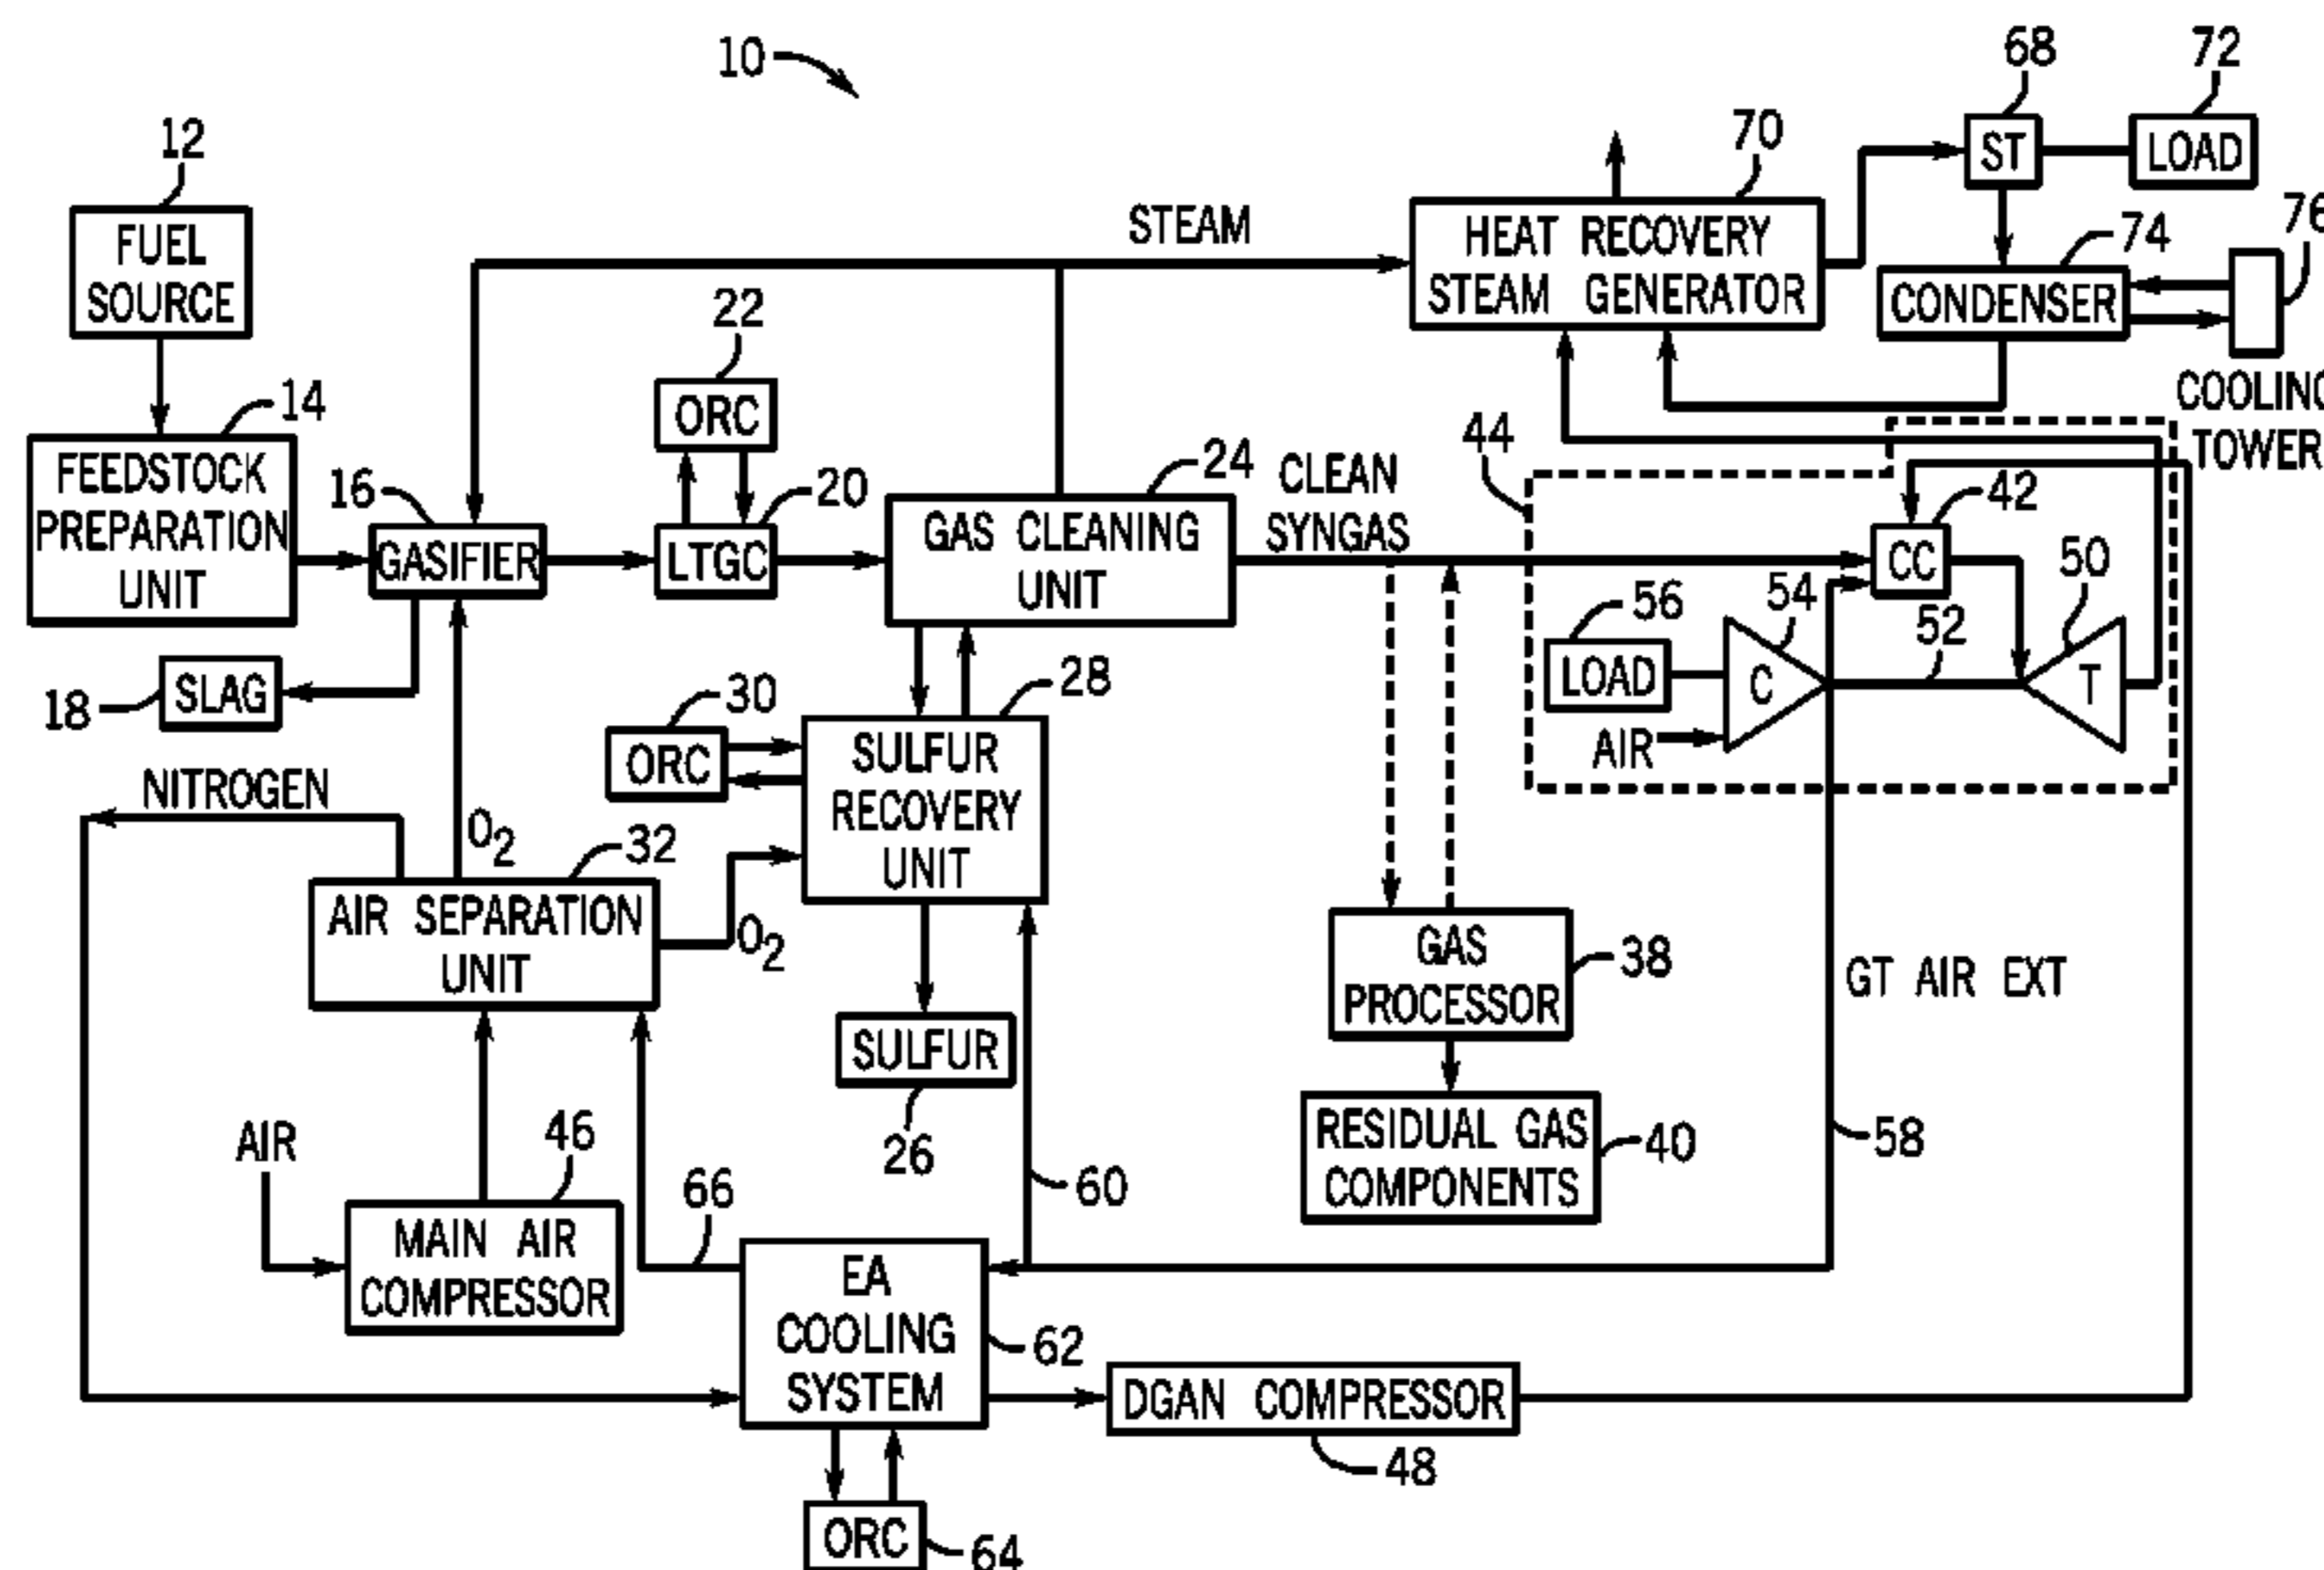 10
68
72
12
70
ST
LOAD
FUEL
SOURCE
STEAM
HEAT RECOVERY
STEAM GENERATOR
74
76
CONDENSER
22
ORC
COOLING
TOWER
14
FEEDSTOCK
PREPARATION
UNIT
16
GASIFIER
20
LTGC
24
GAS CLEANING
UNIT
CLEAN
SYNGAS
44
42
CC
50
54
52
56
LOAD
C
T
AIR
18
SLAG
30
ORC
28
SULFUR
RECOVERY
UNIT
NITROGEN
O2
32
AIR SEPARATION
UNIT
O2
GAS
PROCESSOR
38
GT AIR EXT
SULFUR
26
RESIDUAL GAS
COMPONENTS
40
58
AIR
46
66
60
MAIN AIR
COMPRESSOR
EA
COOLING
SYSTEM
62
DGAN COMPRESSOR
48
ORC
64